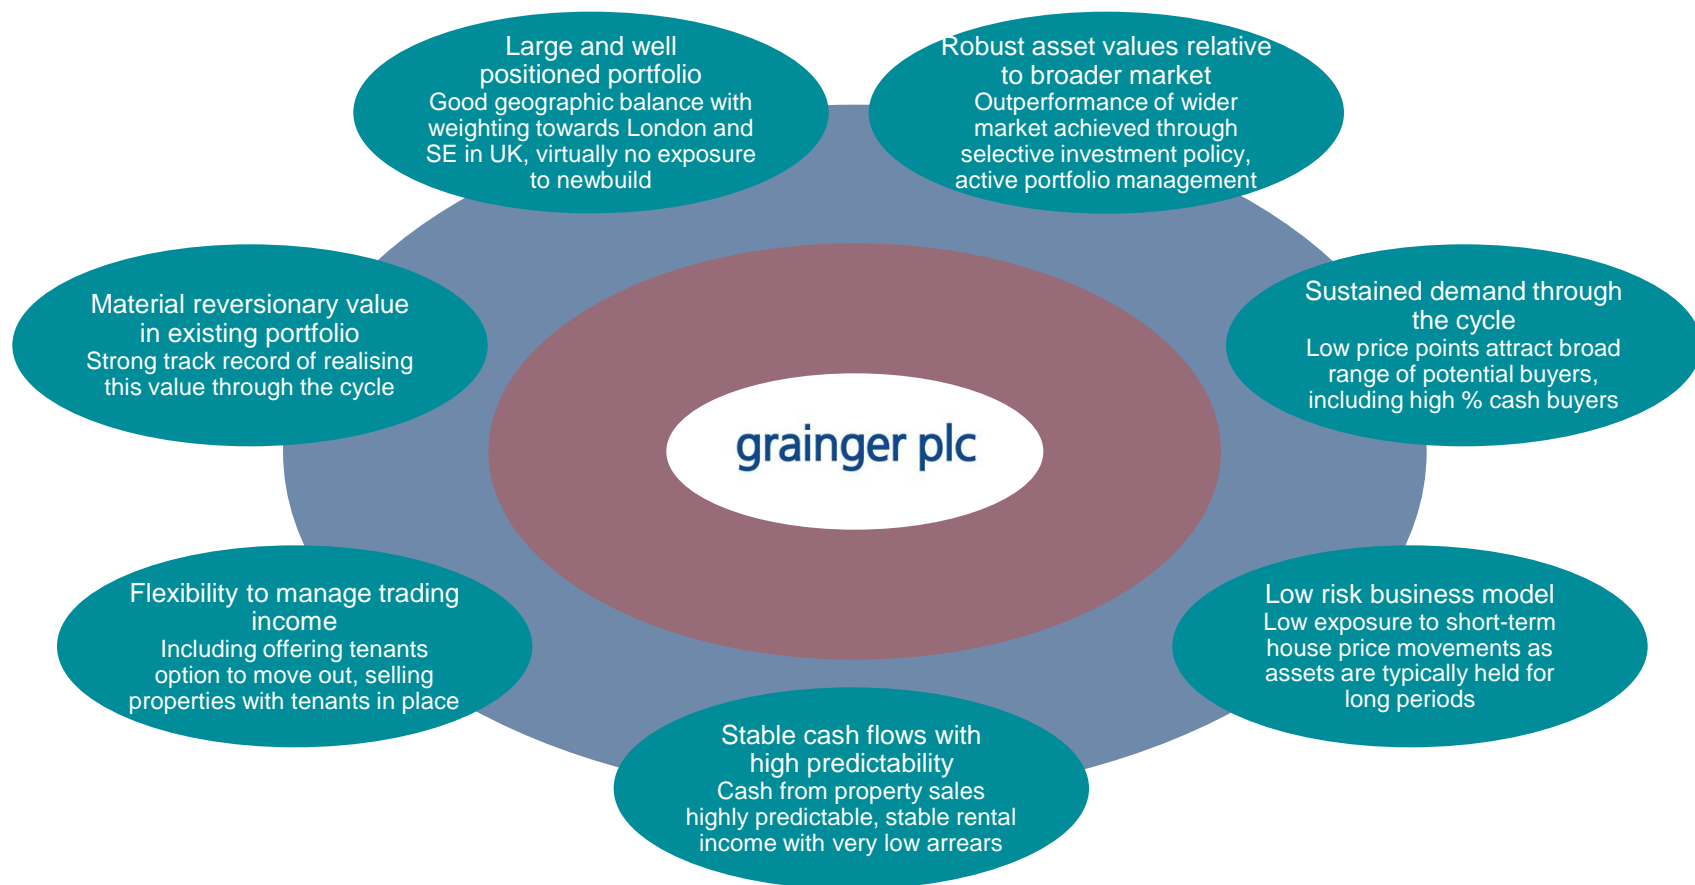 Large and well
positioned portfolio
Good geographic balance with
weighting towards London and
SE in UK, virtually no exposure
to newbuild
Robust asset values relative
to broader market
Outperformance of wider
market achieved through
selective investment policy,
active portfolio management
Material reversionary value
in existing portfolio
Strong track record of realising
this value through the cycle
Sustained demand through
the cycle
Low price points attract broad
range of potential buyers,
including high % cash buyers
grainger plc
Flexibility to manage trading
income
Including offering tenants
option to move out, selling
properties with tenants in place
Low risk business model
Low exposure to short-term
house price movements as
assets are typically held for
long periods
Stable cash flows with
high predictability
Cash from property sales
highly predictable, stable rental
income with very low arrears